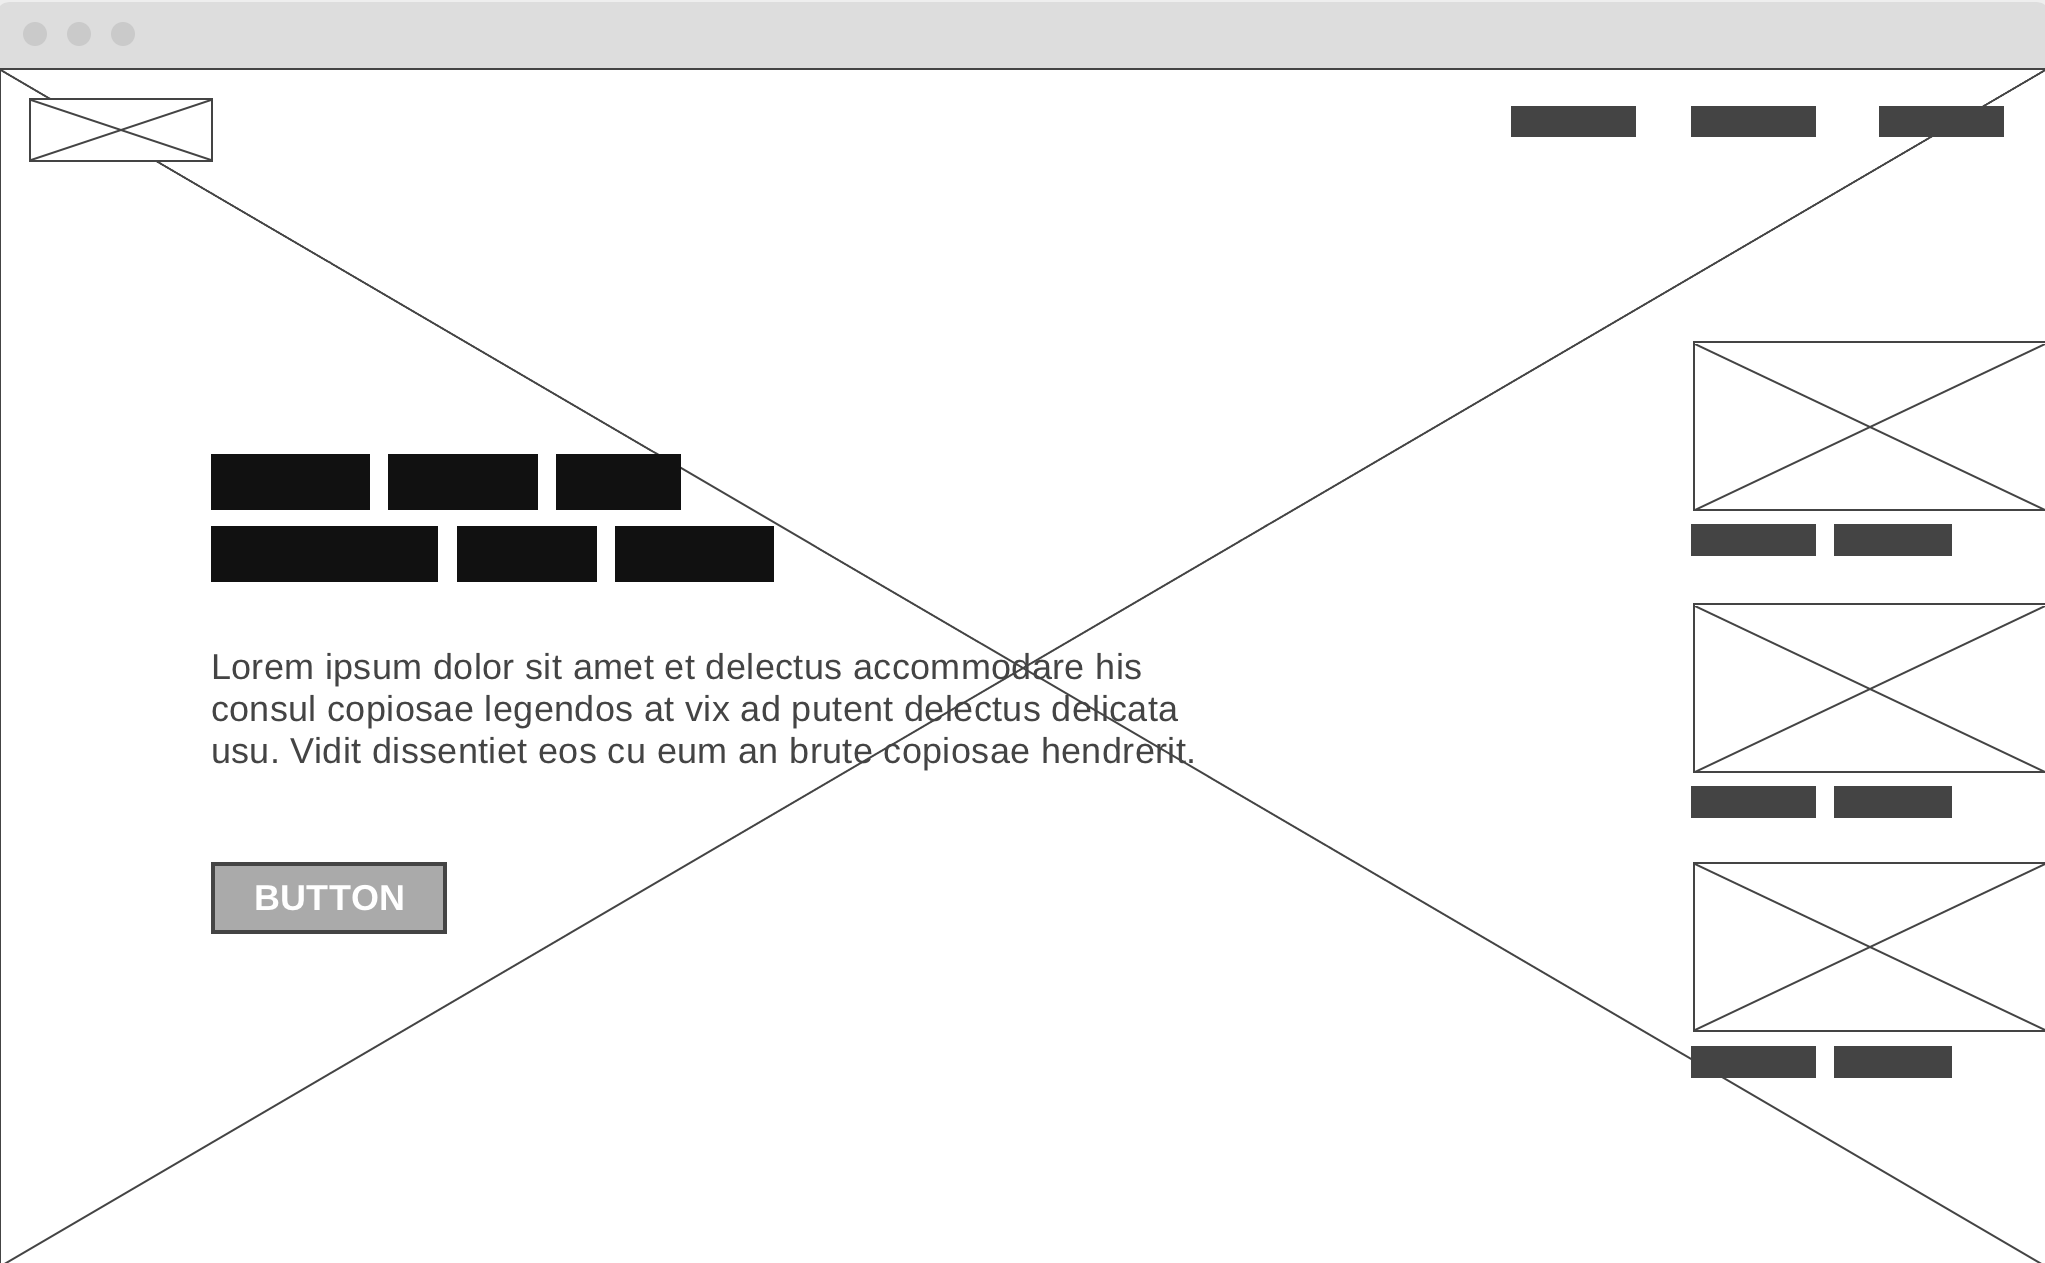 Lorem ipsum dolor sit amet et delectus accommodare his
consul copiosae legendos at vix ad putent delectus delicata
usu. Vidit dissentiet eos cu eum an brute copiosae hendrerit.
BUTTON